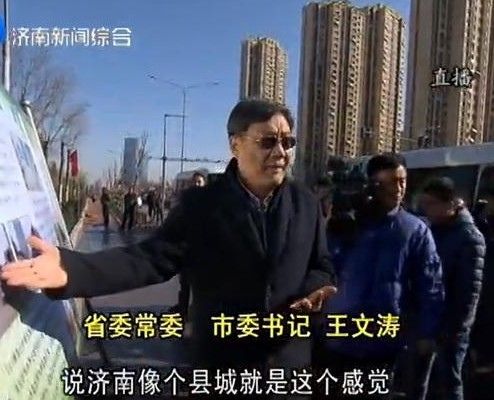 济南新闻综合
直播
省委常委 市委书记 王文涛
说济南像个县城就是这个感觉